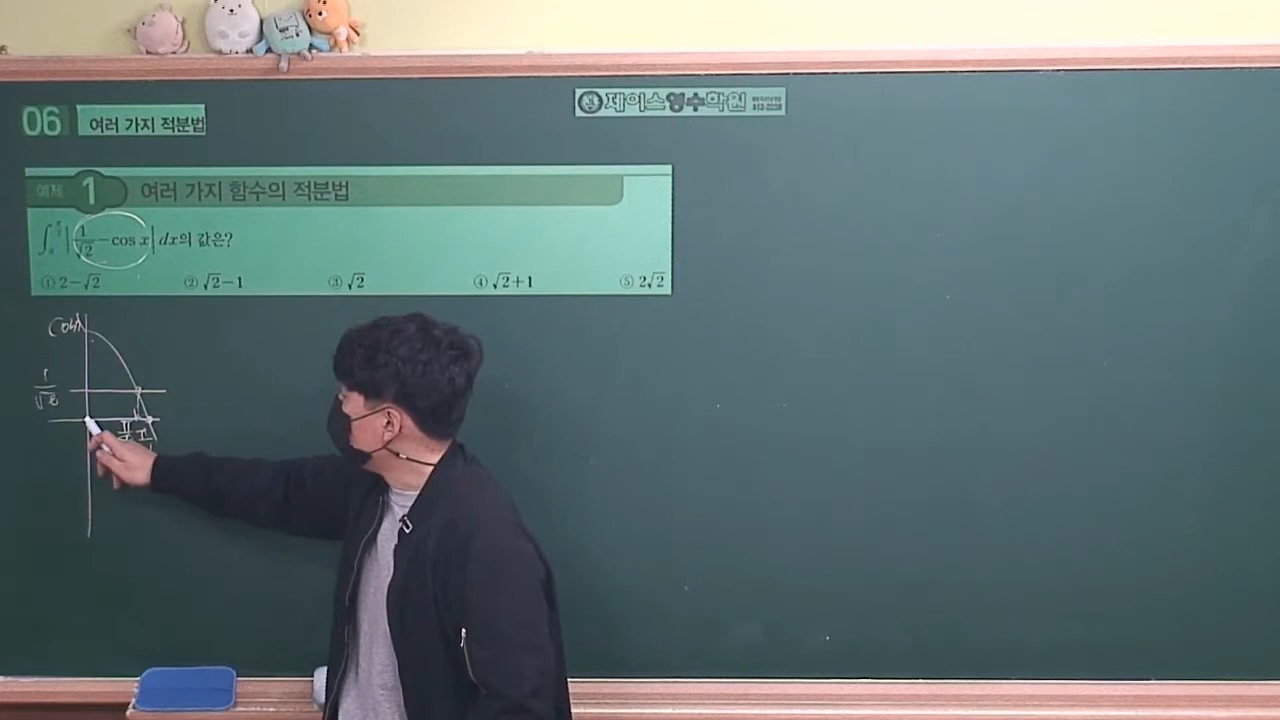 06 여러 가지 적분법
제이스영수학원
예제 1 여러 가지 함수의 적분법
∫₀^{π/2} | 1/√2 − cos x | dx의 값은?
① 2−√2 ② √2−1 ③ √2 ④ √2+1 ⑤ 2√2
cosx
1/√2